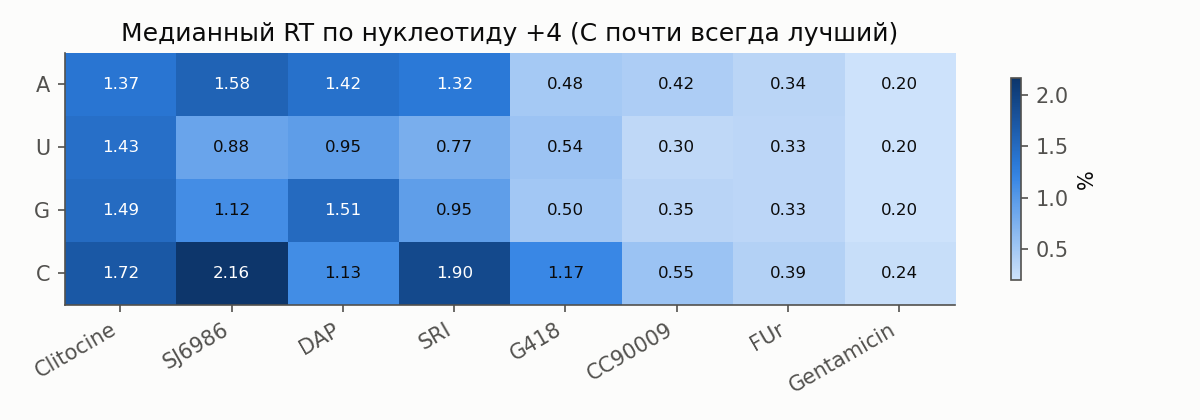 Медианный RT по нуклеотиду +4 (C почти всегда лучший)
A 1.37 1.58 1.42 1.32 0.48 0.42 0.34 0.20
U 1.43 0.88 0.95 0.77 0.54 0.30 0.33 0.20
G 1.49 1.12 1.51 0.95 0.50 0.35 0.33 0.20
C 1.72 2.16 1.13 1.90 1.17 0.55 0.39 0.24
Clitocine SJ6986 DAP SRI G418 CC90009 FUr Gentamicin
2.0
1.5
1.0
0.5
%